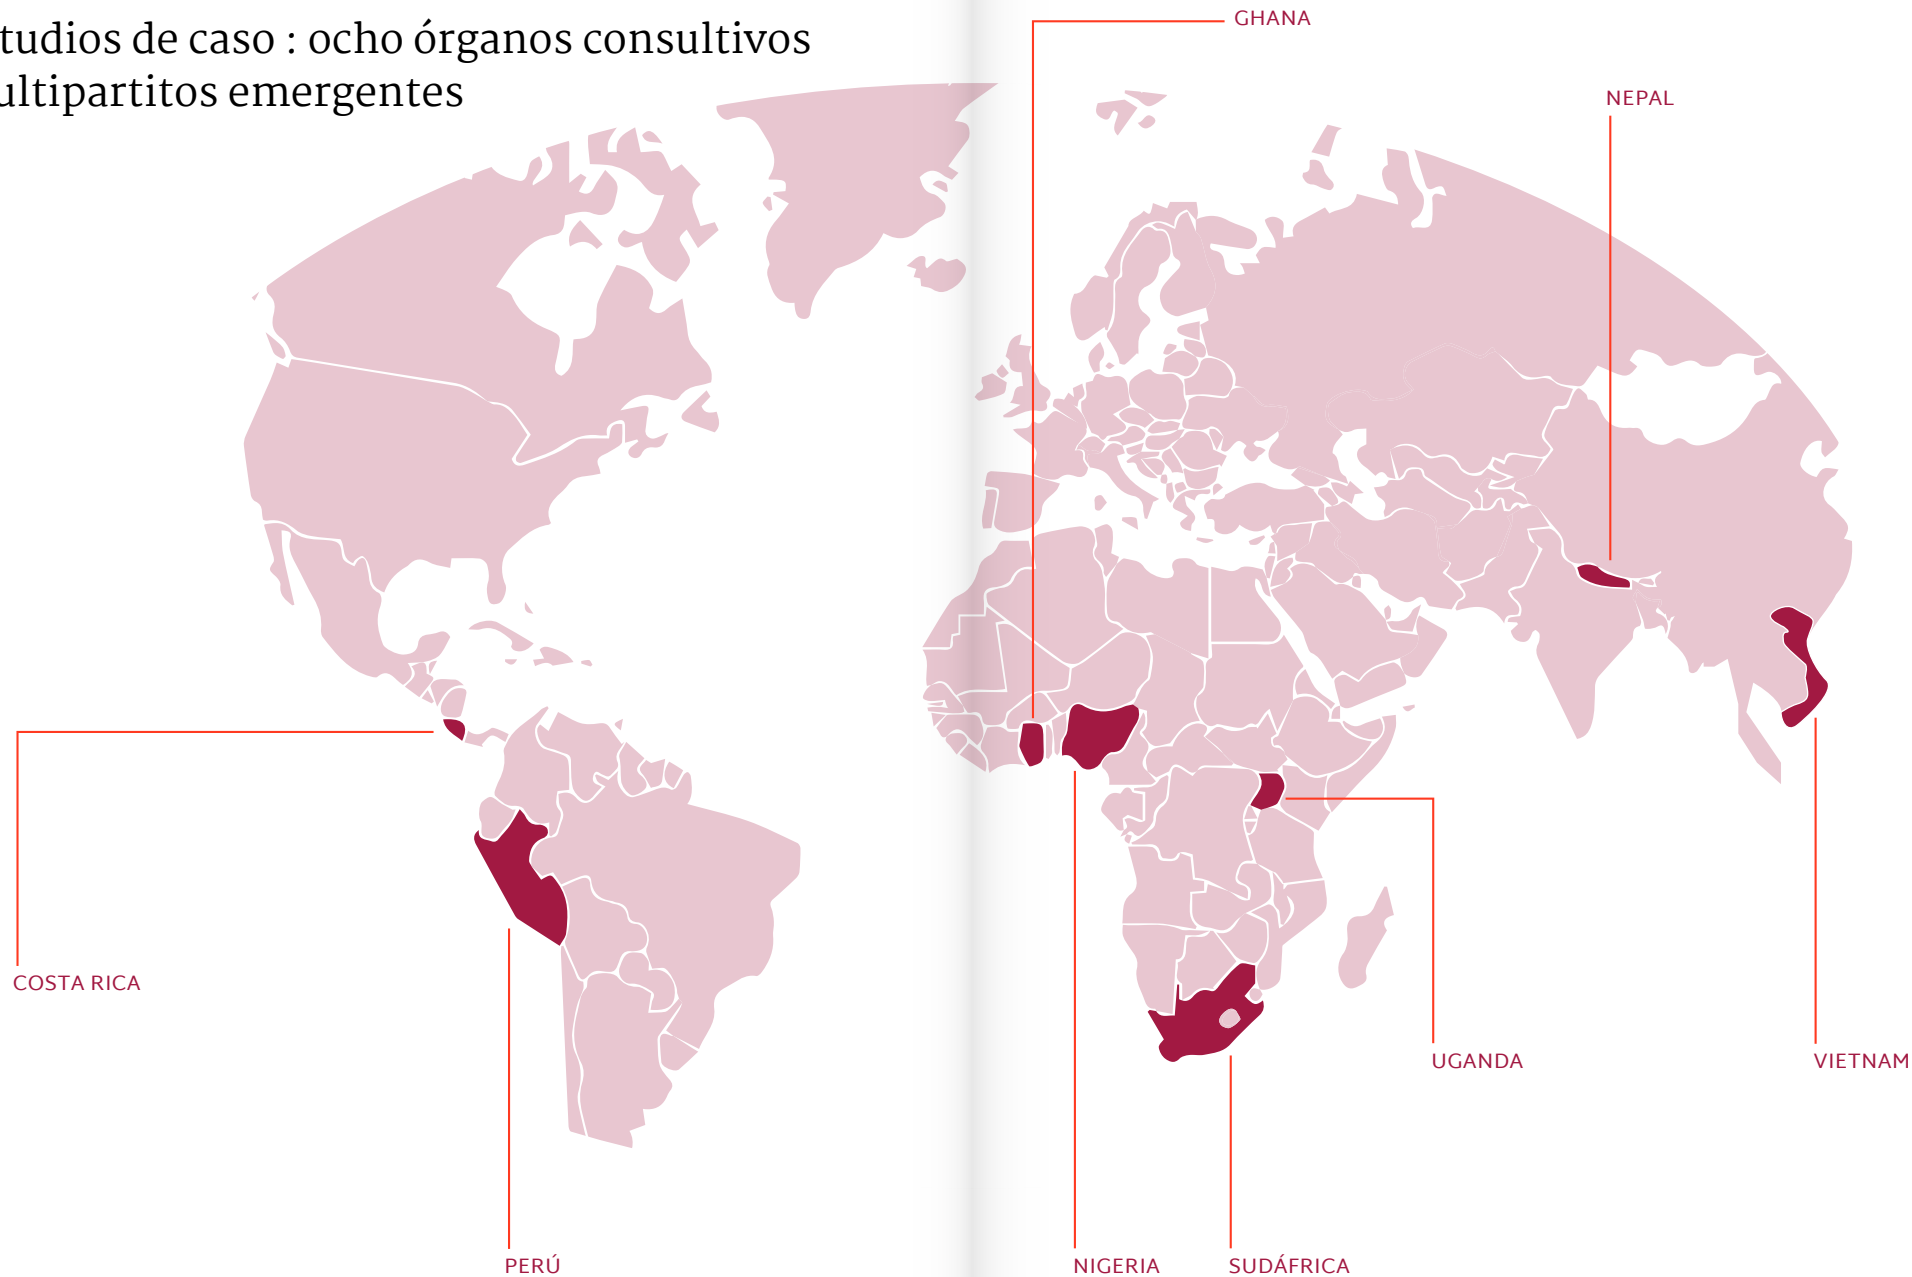 tudios de caso : ocho órganos consultivos
ultipartitos emergentes
GHANA
NEPAL
COSTA RICA
UGANDA
VIETNAM
PERÚ
NIGERIA
SUDÁFRICA